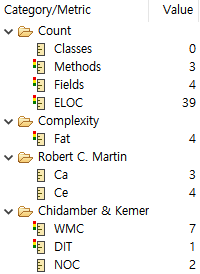 Category/Metric Value
Count
Classes 0
Methods 3
Fields 4
ELOC 39
Complexity
Fat 4
Robert C. Martin
Ca 3
Ce 4
Chidamber & Kemer
WMC 7
DIT 1
NOC 2